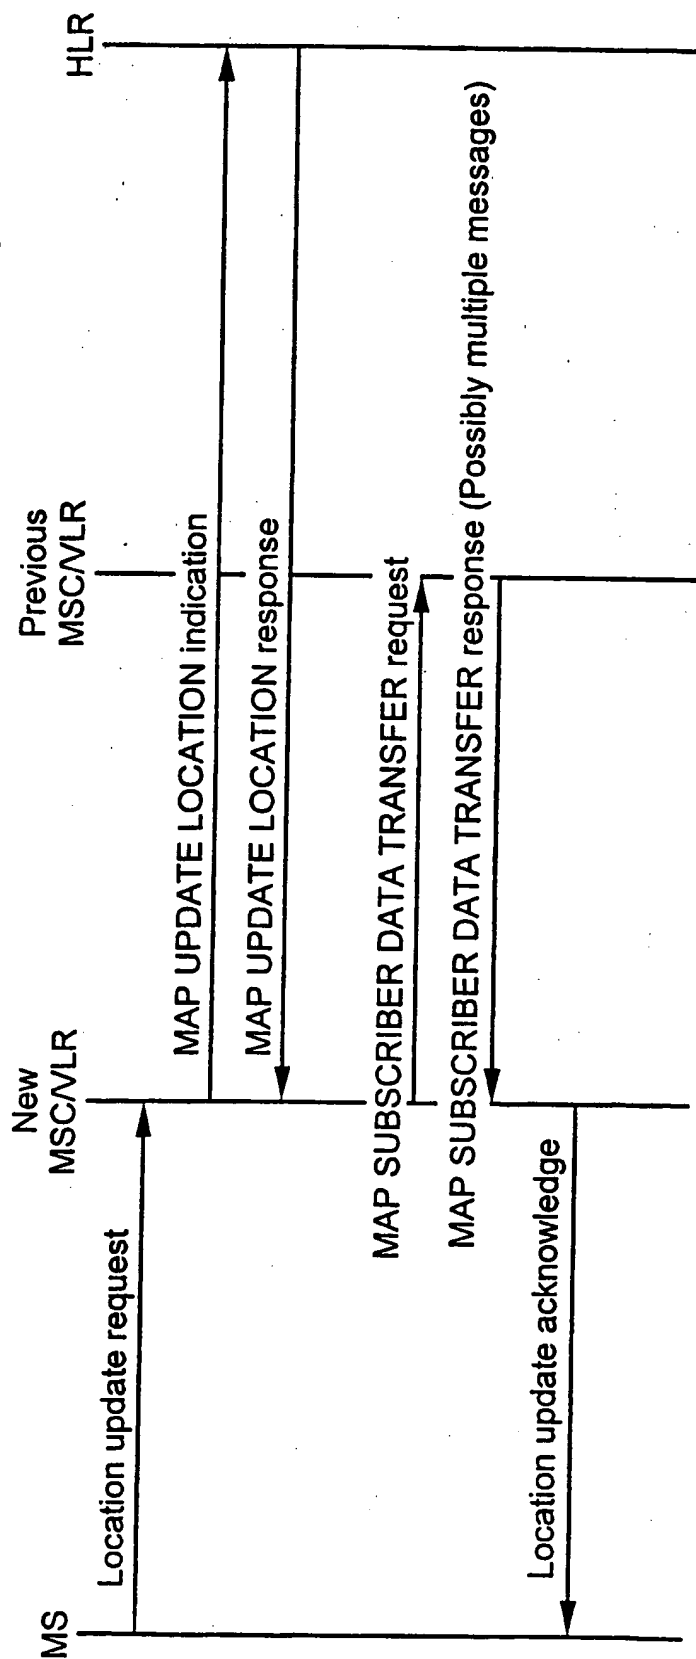 MS
New
MSC/VLR
Previous
MSC/VLR
HLR
Location update request
MAP UPDATE LOCATION indication
MAP UPDATE LOCATION response
MAP SUBSCRIBER DATA TRANSFER request
MAP SUBSCRIBER DATA TRANSFER response (Possibly multiple messages)
Location update acknowledge